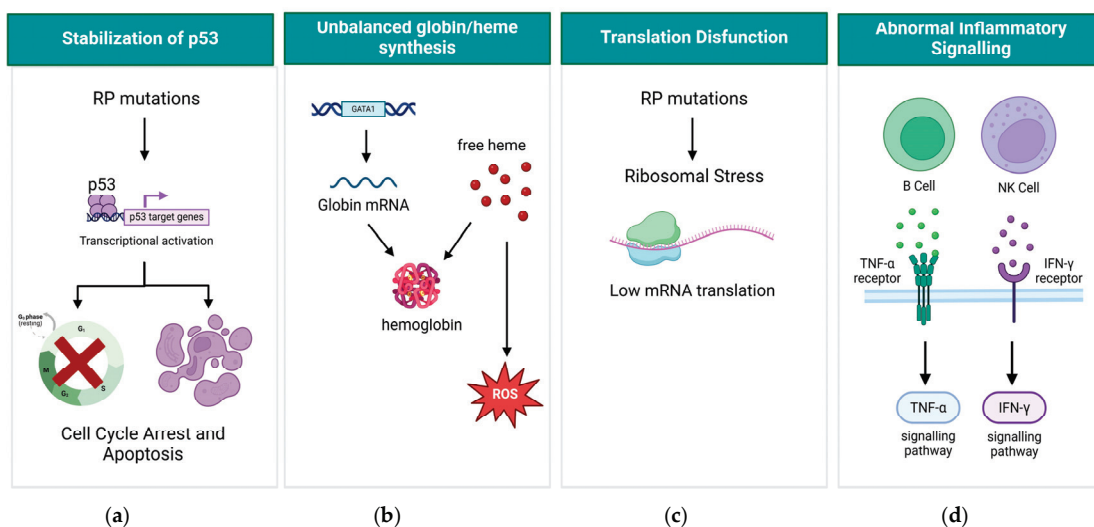 Stabilization of p53
RP mutations
p53
p53 target genes
Transcriptional activation
G₀ phase
(resting)
G₁
M
S
G₂
Cell Cycle Arrest and
Apoptosis
(a)
Unbalanced globin/heme
synthesis
GATA1
free heme
Globin mRNA
hemoglobin
ROS
(b)
Translation Disfunction
RP mutations
Ribosomal Stress
Low mRNA translation
(c)
Abnormal Inflammatory
Signalling
B Cell
NK Cell
TNF-α
receptor
IFN-γ
receptor
TNF-α
signalling
pathway
IFN-γ
signalling
pathway
(d)